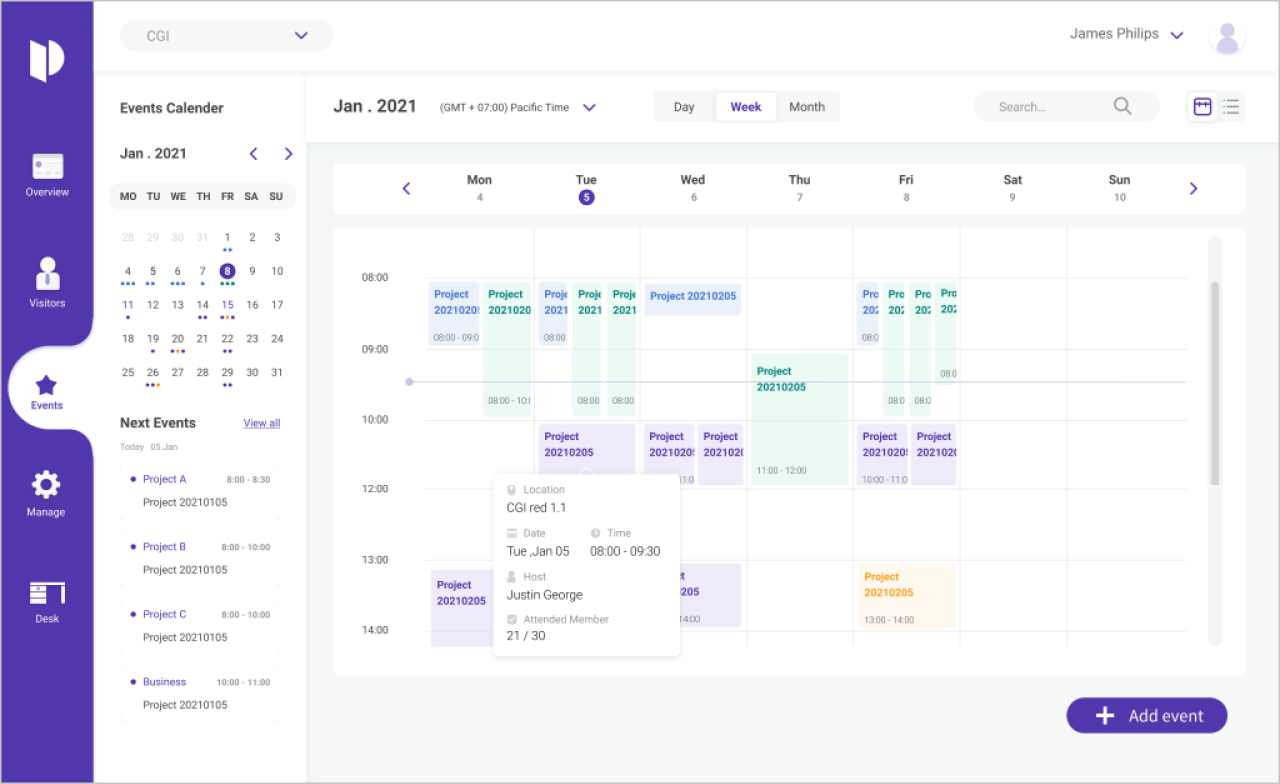 CGI
James Philips
Overview
Visitors
Events
Manage
Desk
Events Calender
Jan . 2021
MO TU WE TH FR SA SU
28 29 30 31 1 2 3
4 5 6 7 8 9 10
11 12 13 14 15 16 17
18 19 20 21 22 23 24
25 26 27 28 29 30 31
Next Events View all
Today 05.Jan
Project A 8:00 - 8:30
Project 20210105
Project B 8:00 - 10:00
Project 20210105
Project C 8:00 - 10:00
Project 20210105
Business 10:00 - 11:00
Project 20210105
Jan . 2021 (GMT + 07:00) Pacific Time Day Week Month Search...
Mon Tue Wed Thu Fri Sat Sun
4 5 6 7 8 9 10
08:00
Project Project Proje Proje Proje Project 20210205 Pro Pro Pro Pro
2021020 2021020 2021 2021 2021 202 202 202 202
08:00 - 09:0 08:00 08:0
09:00
Project
20210205
08:0
08:00 - 10:0 08:00 08:00 08:0 08:0
10:00
Project Project Project Project Project
20210205 2021020 202102 2021020 202102
11:00 - 12:00
1:0 10:00 - 11:0
12:00
Location
CGI red 1.1
Date Time
Tue ,Jan 05 08:00 - 09:30
Host
Justin George
Attended Member
21 / 30
13:00
Project t Project
20210205 205 20210205
14:00 13:00 - 14:00
14:00
Add event